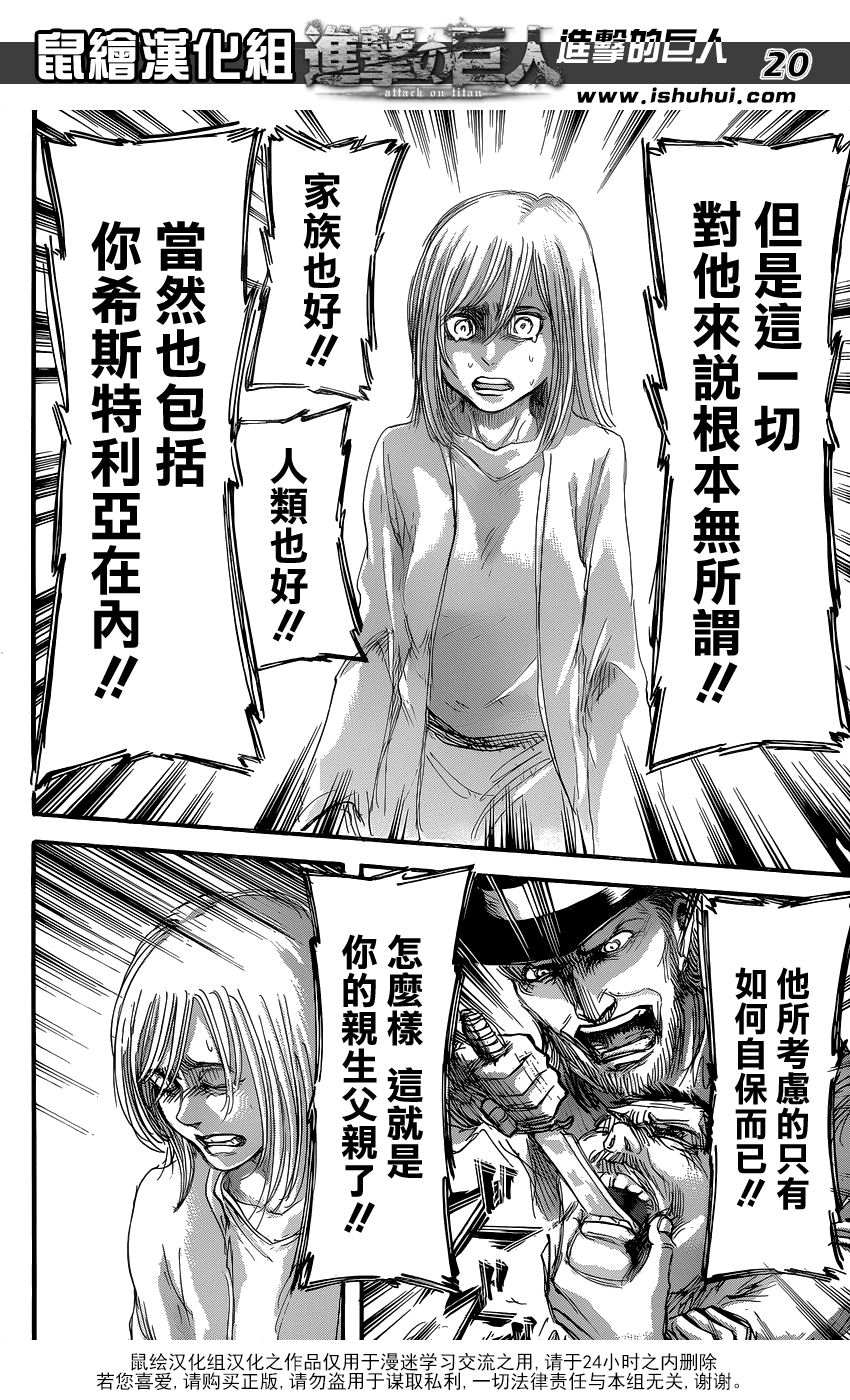 鼠繪漢化組
進撃の巨人
attack on titan
進擊的巨人
20
www.ishuhui.com
但是這一切
對他來說根本無所謂!!
家族也好!!
人類也好!!
當然也包括
你希斯特利亞在內!!
他所考慮的只有
如何自保而已!!
怎麼樣 這就是
你的親生父親了!!
鼠绘汉化组汉化之作品仅用于漫迷学习交流之用, 请于24小时之内删除
若您喜爱, 请购买正版, 请勿盗用于谋取私利, 一切法律责任与本组无关, 谢谢。